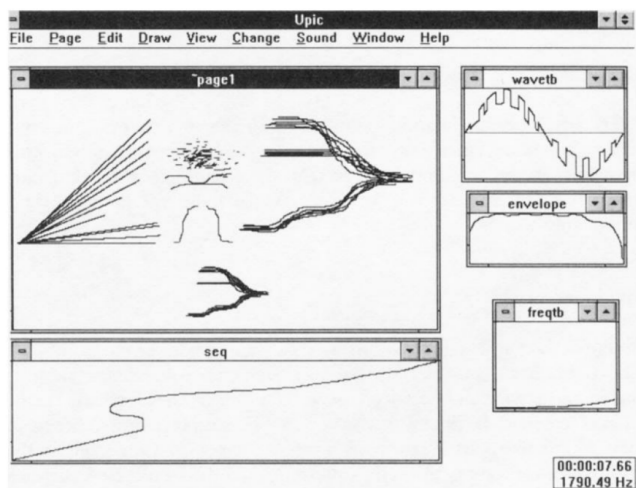 Upic
File Page Edit Draw View Change Sound Window Help
~page1
wavetb
envelope
freqtb
seq
00:00:07.66
1790.49 Hz